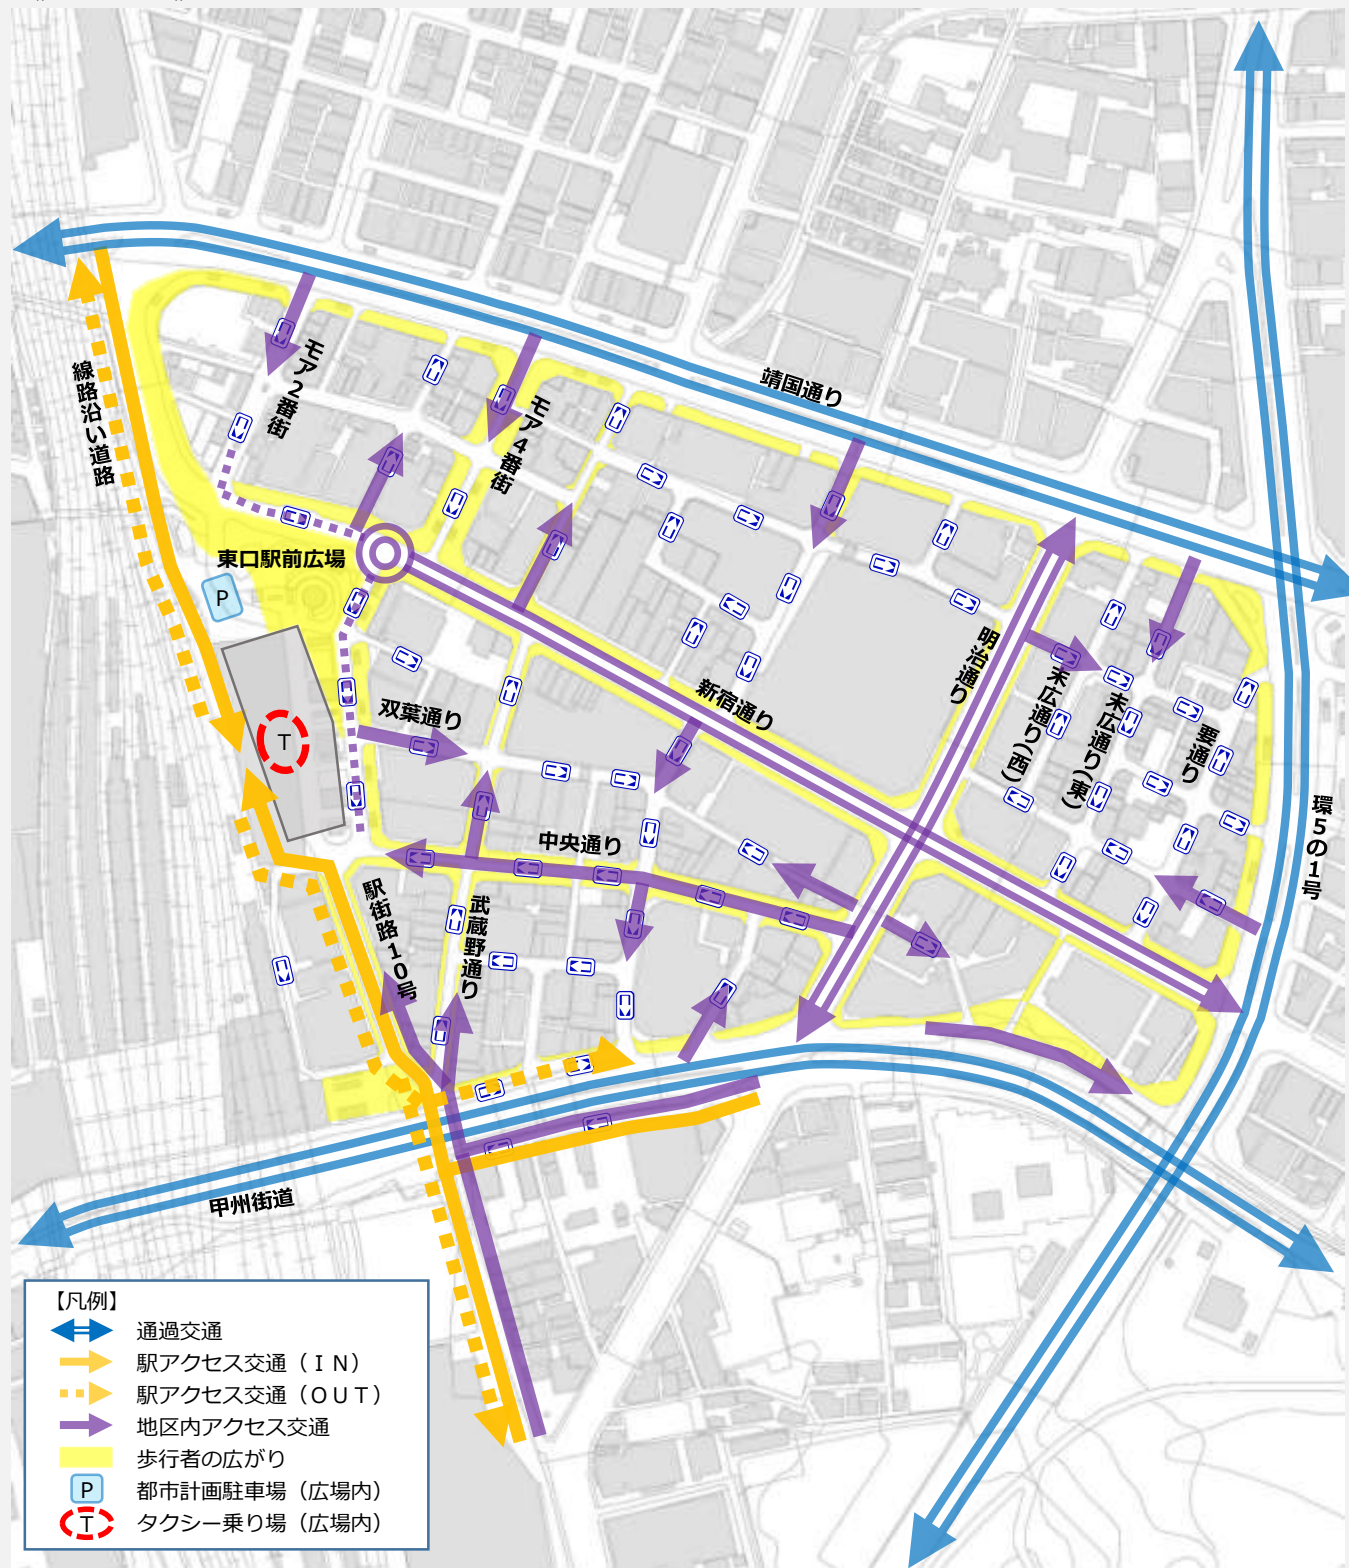 靖国通り
モア2番街
モア4番街
線路沿い道路
東口駅前広場
P
明治通り
末広通り(西)
末広通り(東)
要通り
新宿通り
双葉通り
T
環5の1号
中央通り
駅街路10号
武蔵野通り
甲州街道
【凡例】
通過交通
駅アクセス交通（ＩＮ）
駅アクセス交通（ＯＵＴ）
地区内アクセス交通
歩行者の広がり
P 都市計画駐車場（広場内）
T タクシー乗り場（広場内）